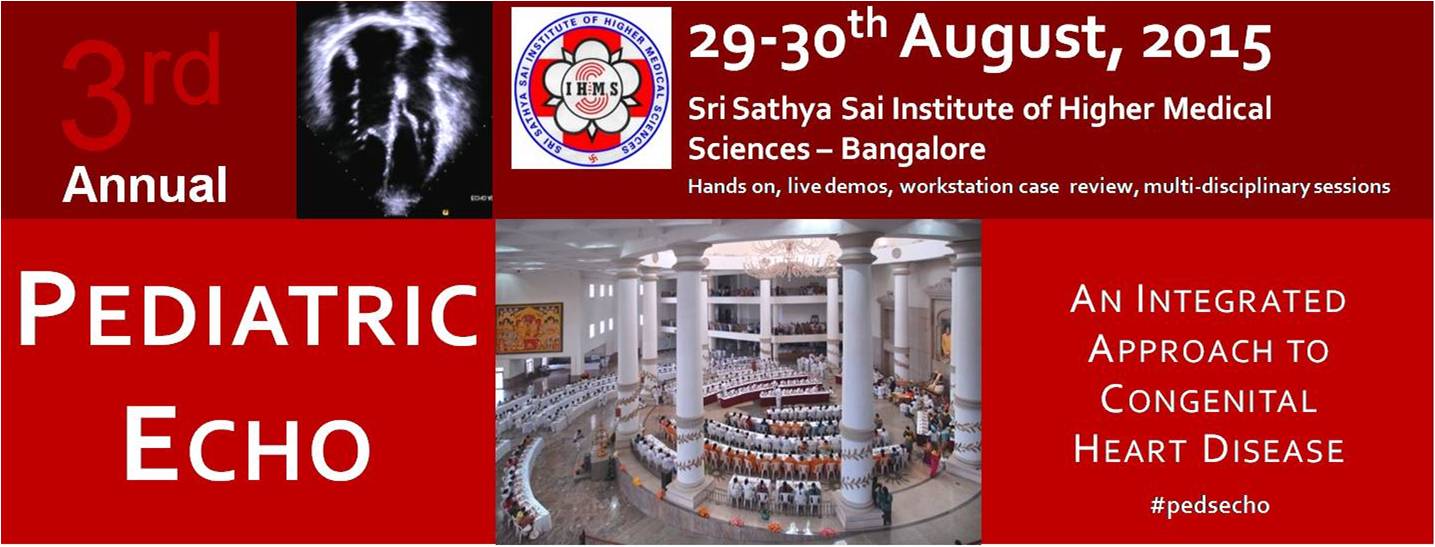 3rd
Annual
ECHO
SRI SATHYA SAI INSTITUTE OF HIGHER MEDICAL SCIENCES
IHMS
29-30th August, 2015
Sri Sathya Sai Institute of Higher Medical
Sciences – Bangalore
Hands on, live demos, workstation case review, multi-disciplinary sessions
PEDIATRIC
ECHO
AN INTEGRATED
APPROACH TO
CONGENITAL
HEART DISEASE
#pedsecho